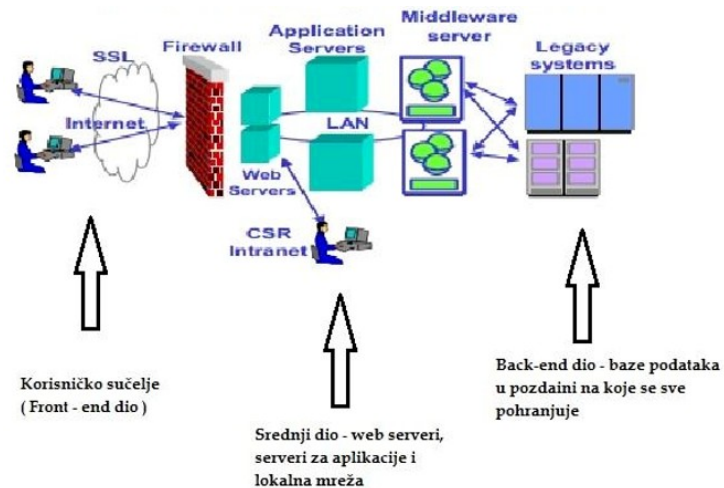 SSL
Internet
Firewall
Application
Servers
Middleware
server
Legacy
systems
LAN
Web
Servers
CSR
Intranet
Korisničko sučelje
( Front - end dio )
Srednji dio - web serveri,
serveri za aplikacije i
lokalna mreža
Back-end dio - baze podataka
u pozdaini na koje se sve
pohranjuje